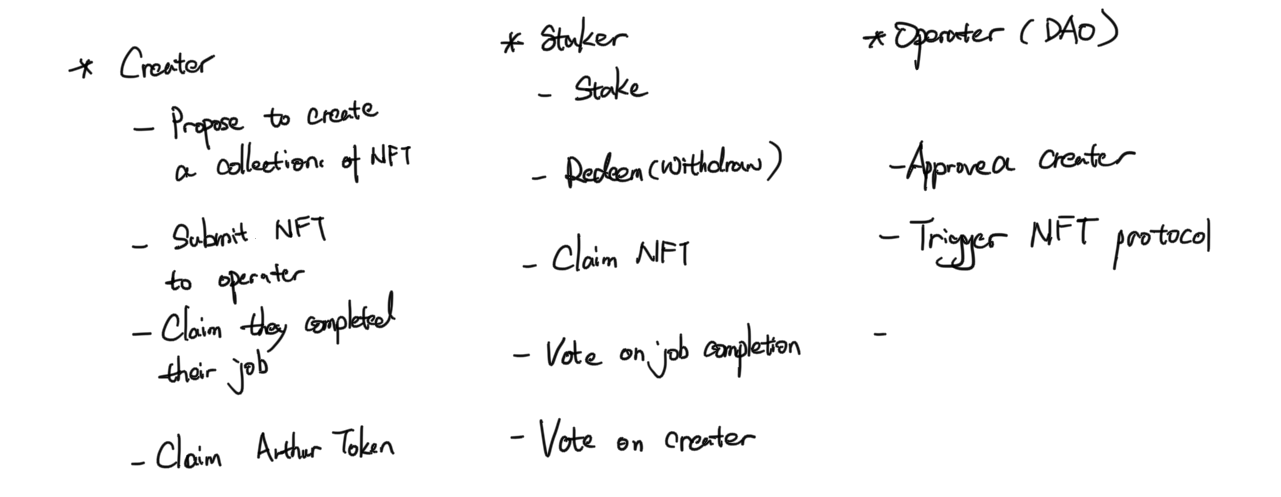 * Creater
- Propose to create
a collection of NFT
- Submit NFT
to operater
- Claim they completed
their job
- Claim Arthur Token
* Staker
- Stake
- Redeem (withdraw)
- Claim NFT
- Vote on job completion
- Vote on creater
* Operater (DAO)
- Approve a creater
- Trigger NFT protocol
-